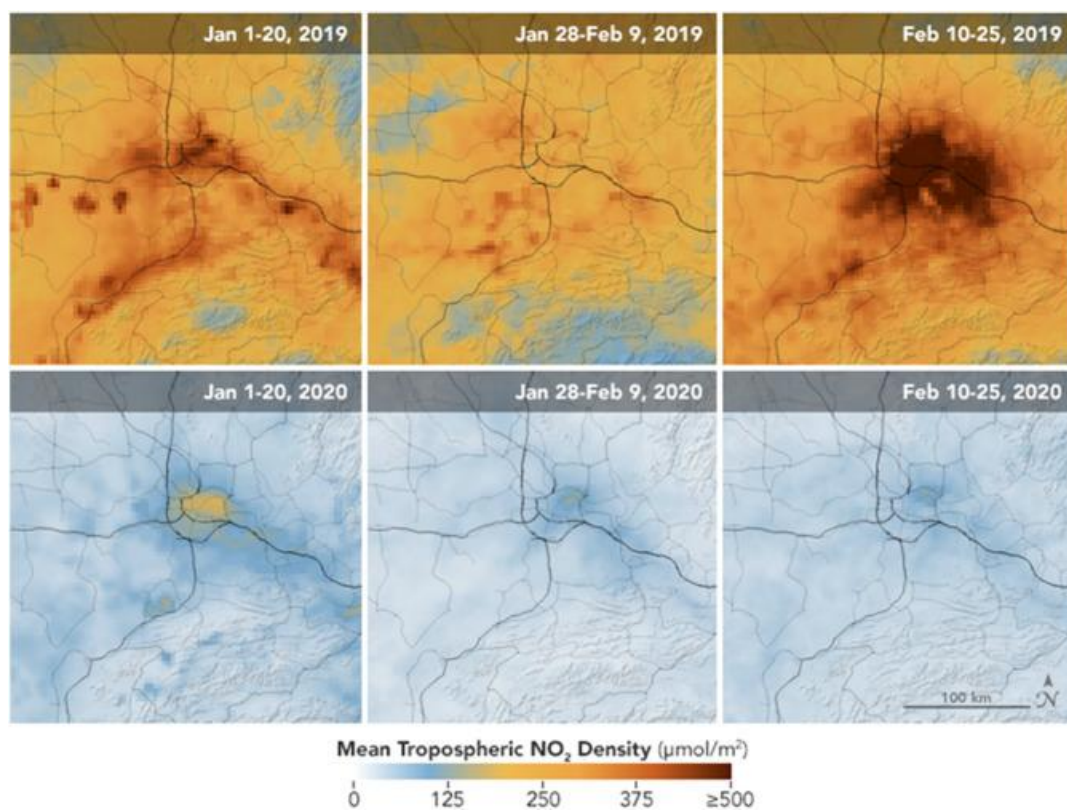 Jan 1-20, 2019
Jan 28-Feb 9, 2019
Feb 10-25, 2019
Jan 1-20, 2020
Jan 28-Feb 9, 2020
Feb 10-25, 2020
100 km
N
Mean Tropospheric NO₂ Density (µmol/m²)
0 125 250 375 ≥500